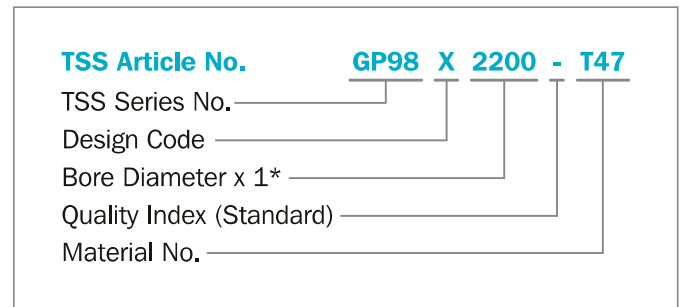 TSS Article No. GP98 X 2200 - T47
TSS Series No.
Design Code
Bore Diameter x 1*
Quality Index (Standard)
Material No.